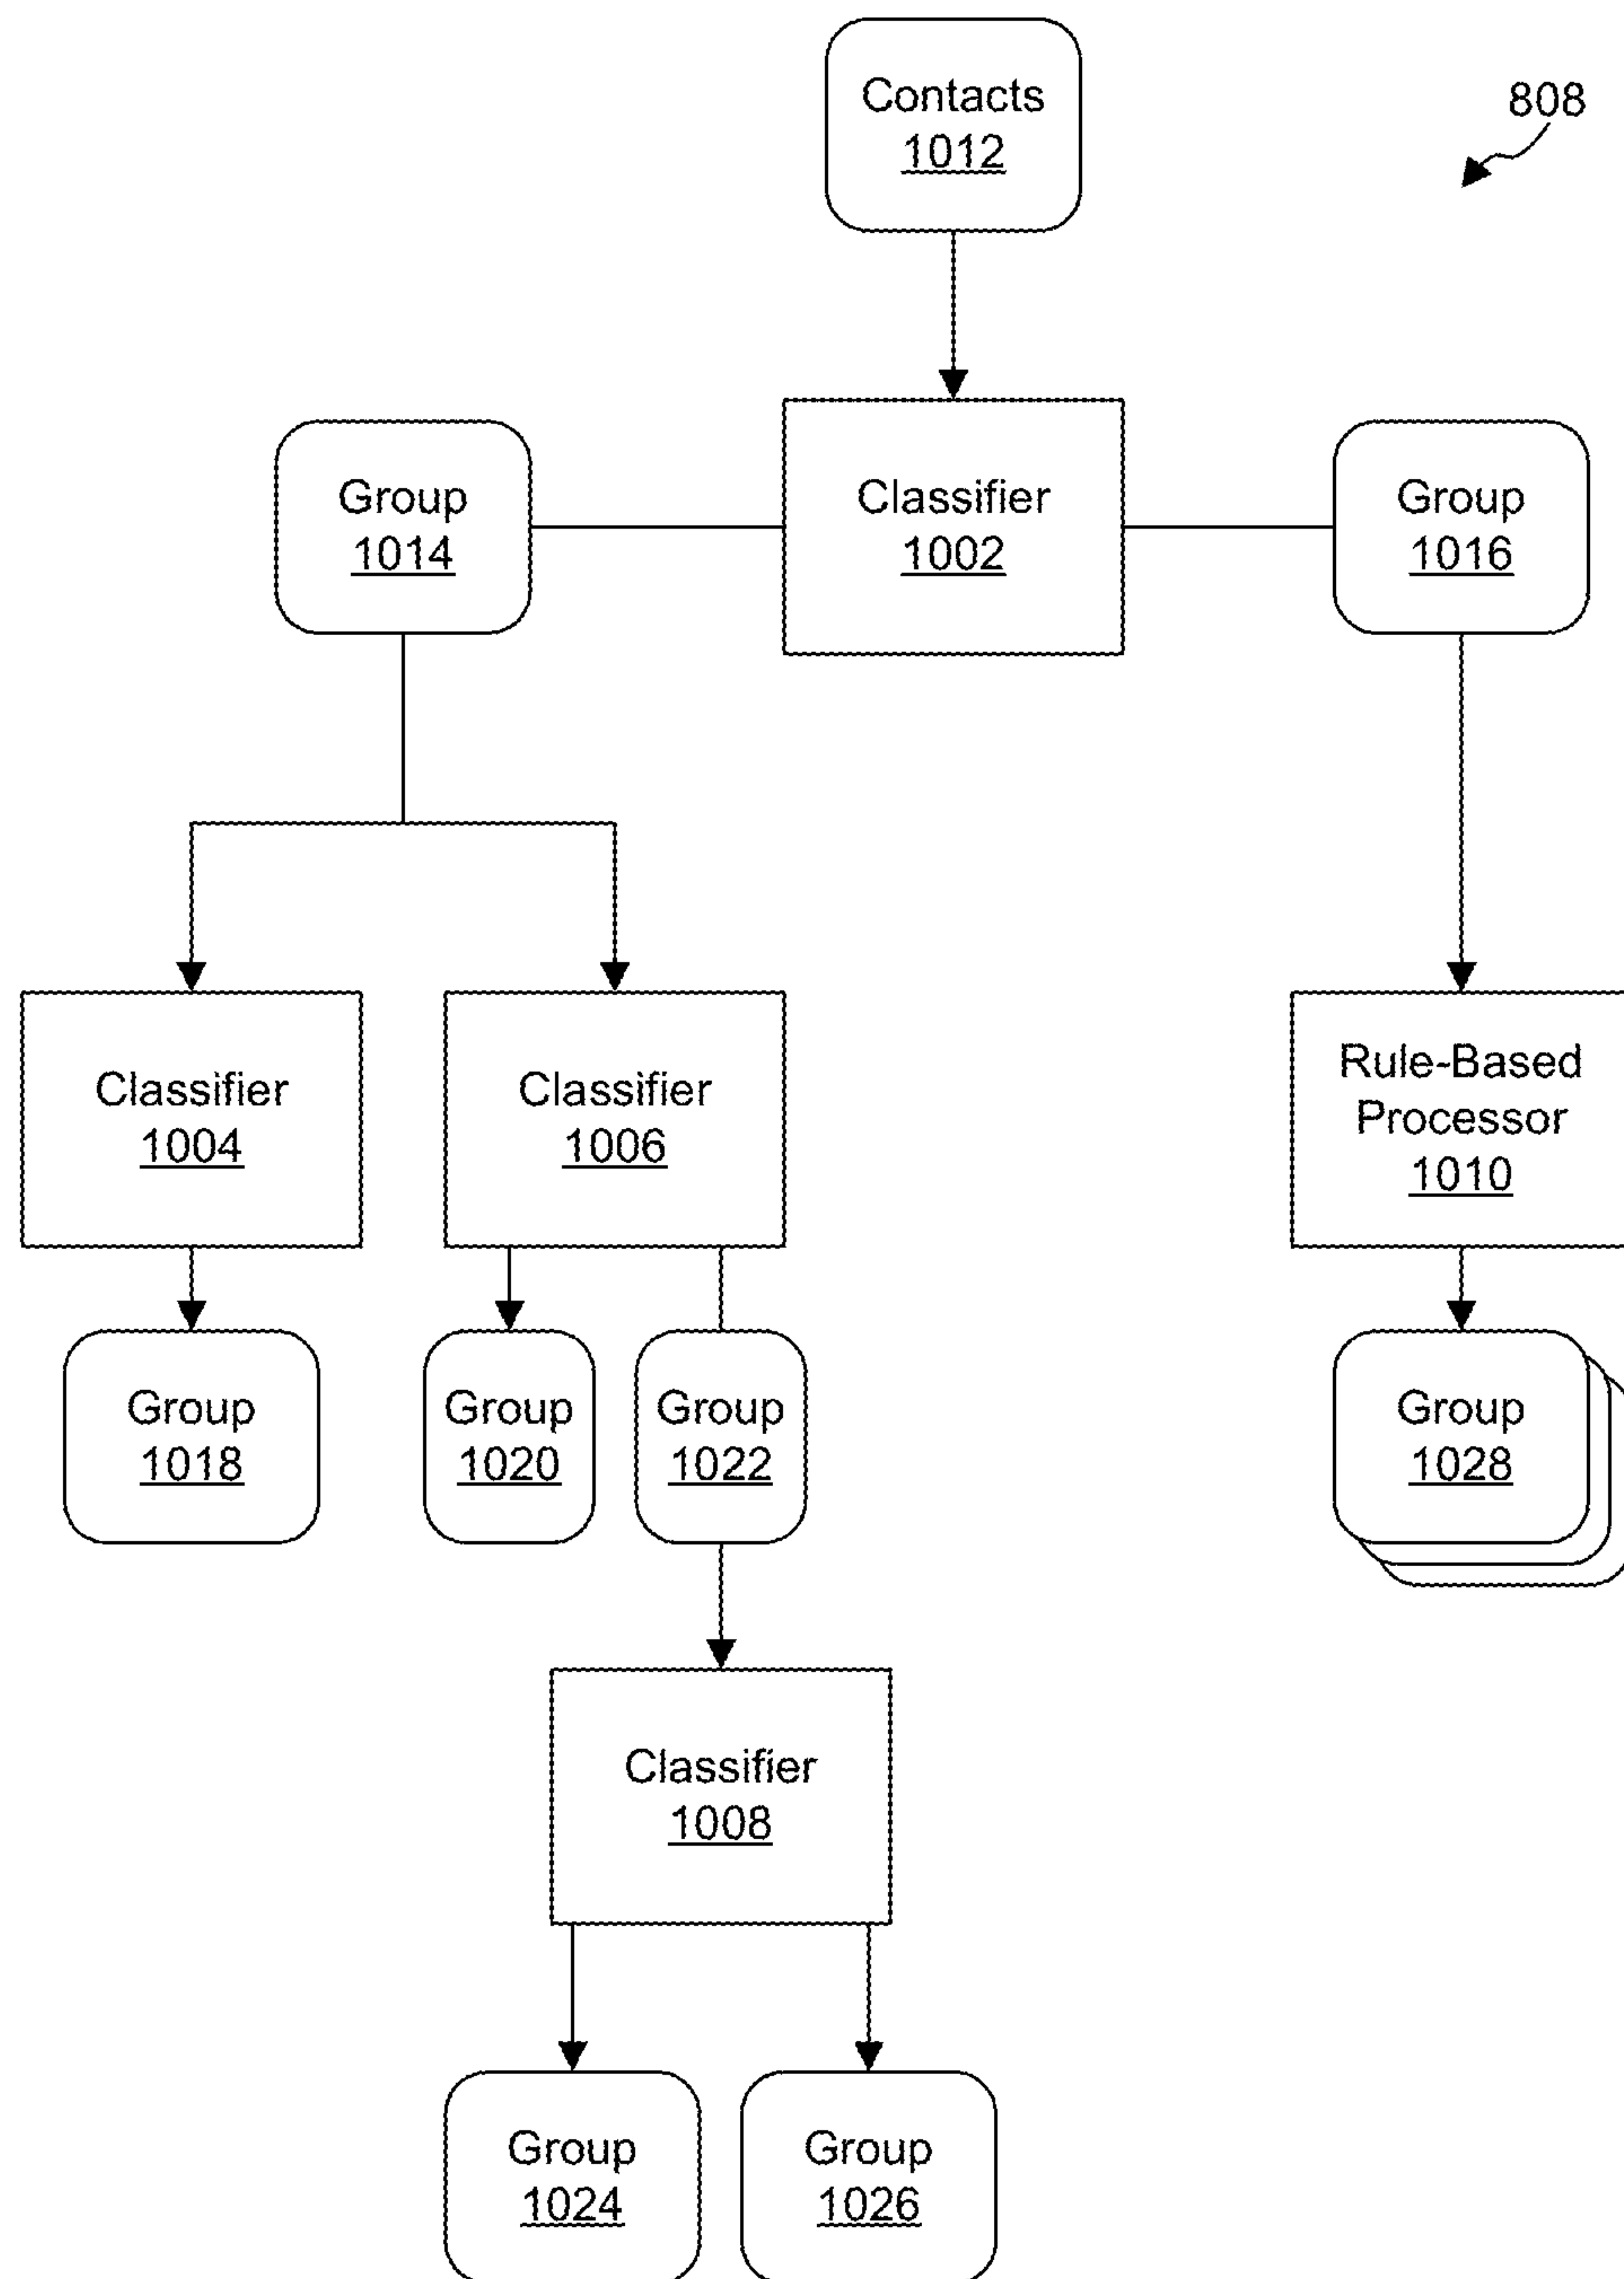 Contacts
1012
808
Group
1014
Classifier
1002
Group
1016
Classifier
1004
Classifier
1006
Rule-Based
Processor
1010
Group
1018
Group
1020
Group
1022
Group
1028
Classifier
1008
Group
1024
Group
1026